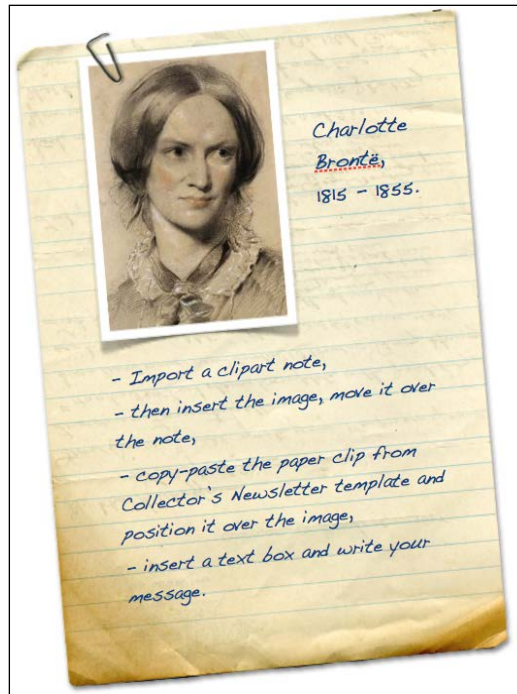 Charlotte
Brontë,
1815 - 1855.
- Import a clipart note,
- then insert the image, move it over
the note,
- copy-paste the paper clip from
Collector's Newsletter template and
position it over the image,
- insert a text box and write your
message.